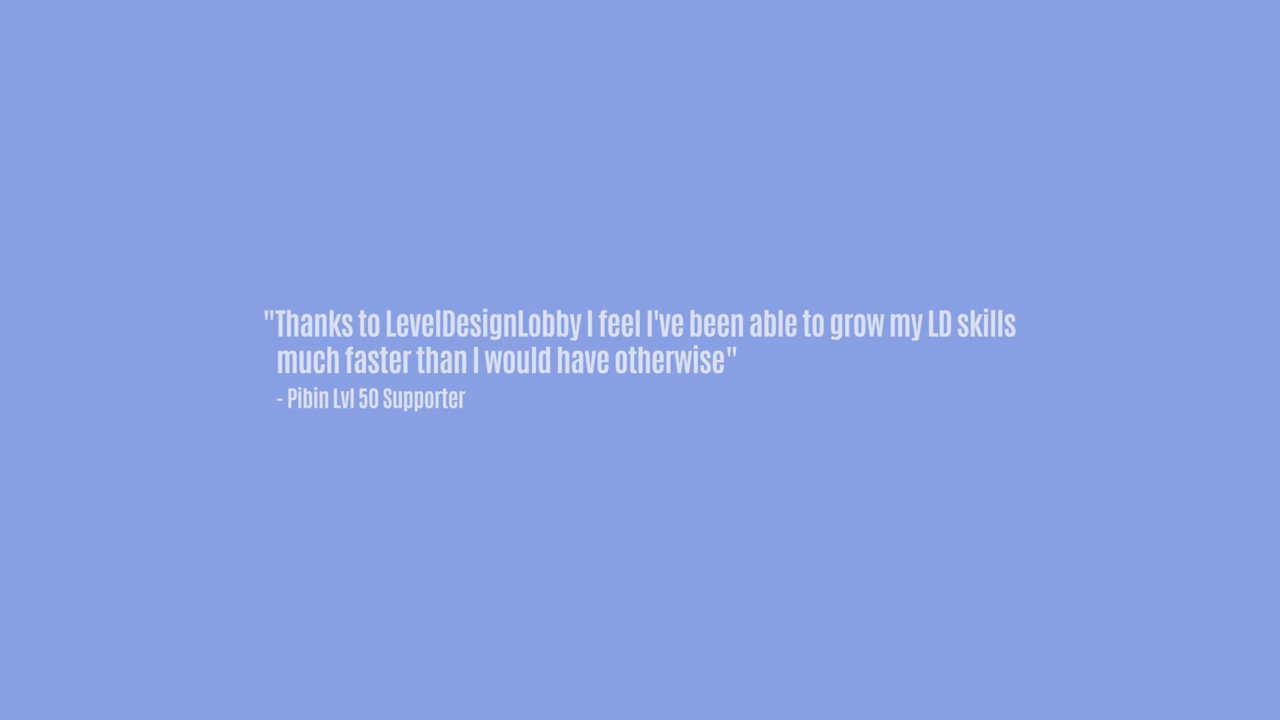 "Thanks to LevelDesignLobby I feel I've been able to grow my LD skills
much faster than I would have otherwise"
- Pibin Lvl 50 Supporter